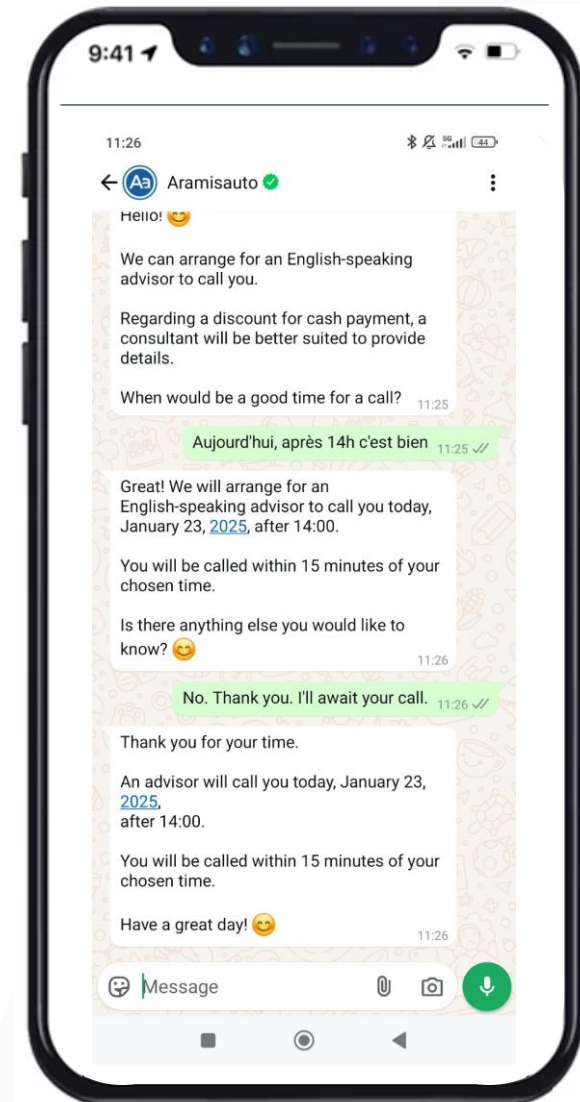 9:41
11:26
5G
44
Aa
Aramisauto
Hello! 😊
We can arrange for an English-speaking
advisor to call you.
Regarding a discount for cash payment, a
consultant will be better suited to provide
details.
When would be a good time for a call? 11:25
Aujourd'hui, après 14h c'est bien 11:25
Great! We will arrange for an
English-speaking advisor to call you today,
January 23, 2025, after 14:00.
You will be called within 15 minutes of your
chosen time.
Is there anything else you would like to
know? 😊
11:26
No. Thank you. I'll await your call. 11:26
Thank you for your time.
An advisor will call you today, January 23,
2025,
after 14:00.
You will be called within 15 minutes of your
chosen time.
Have a great day! 😊
11:26
Message